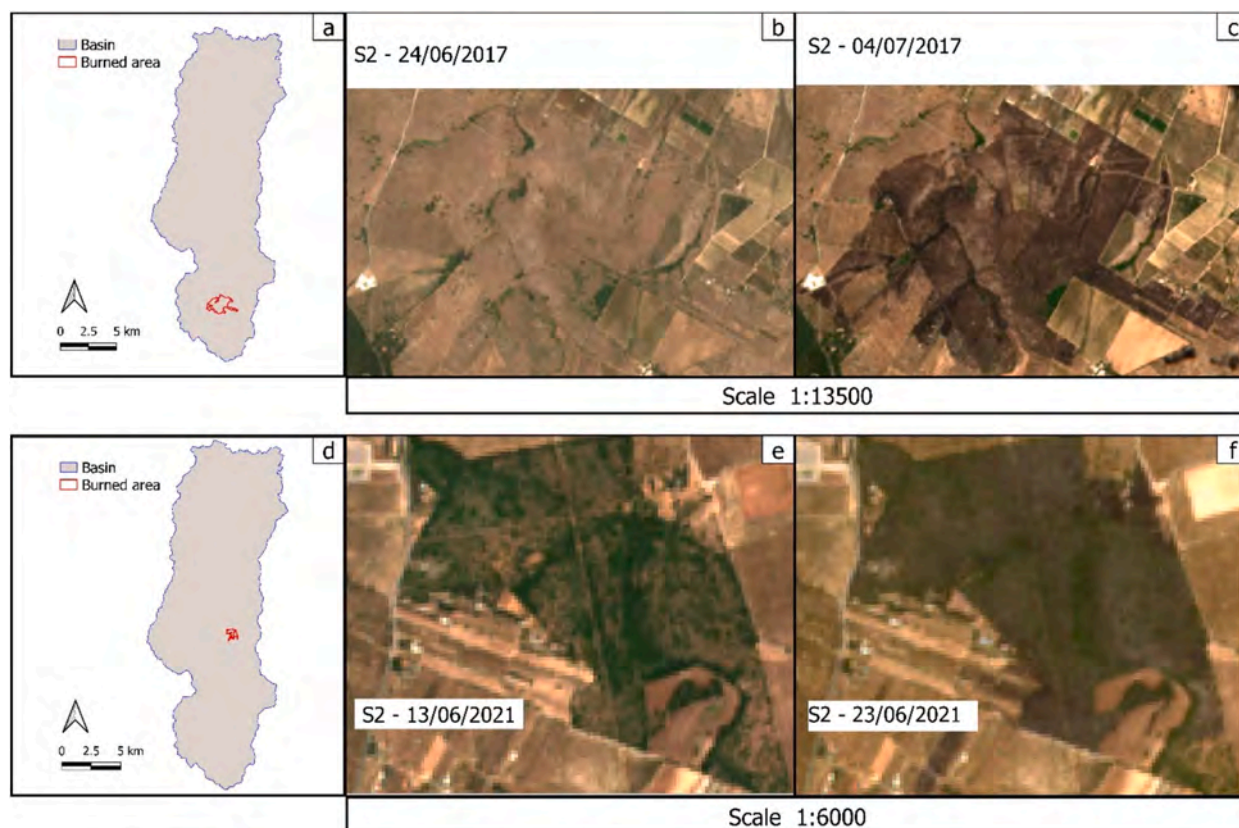 a
Basin
Burned area
0 2.5 5 km
b
S2 - 24/06/2017
c
S2 - 04/07/2017
Scale 1:13500
d
Basin
Burned area
0 2.5 5 km
e
S2 - 13/06/2021
f
S2 - 23/06/2021
Scale 1:6000